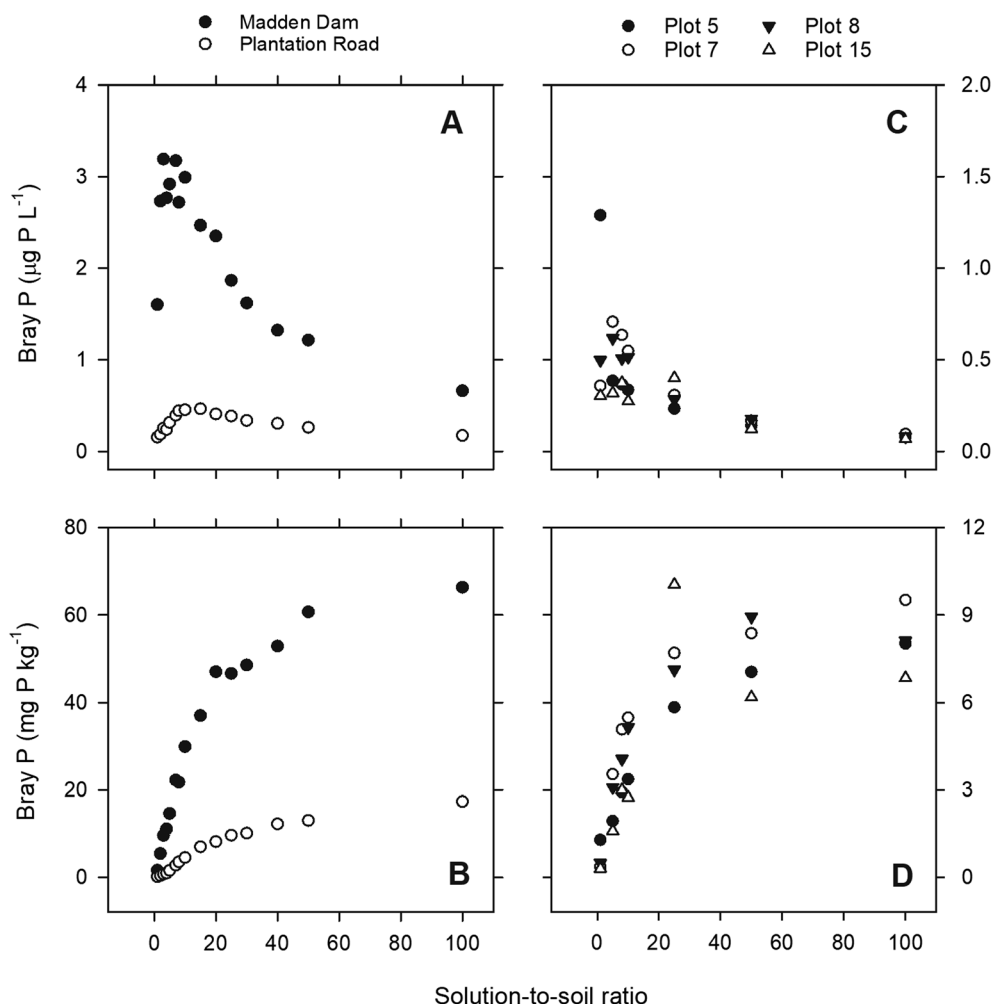 Madden Dam
Plantation Road
Plot 5
Plot 8
Plot 7
Plot 15
4
3
2
1
0
Bray P (µg P L⁻¹)
A
C
2.0
1.5
1.0
0.5
0.0
80
60
40
20
0
Bray P (mg P kg⁻¹)
B
D
12
9
6
3
0
0 20 40 60 80 100
0 20 40 60 80 100
Solution-to-soil ratio